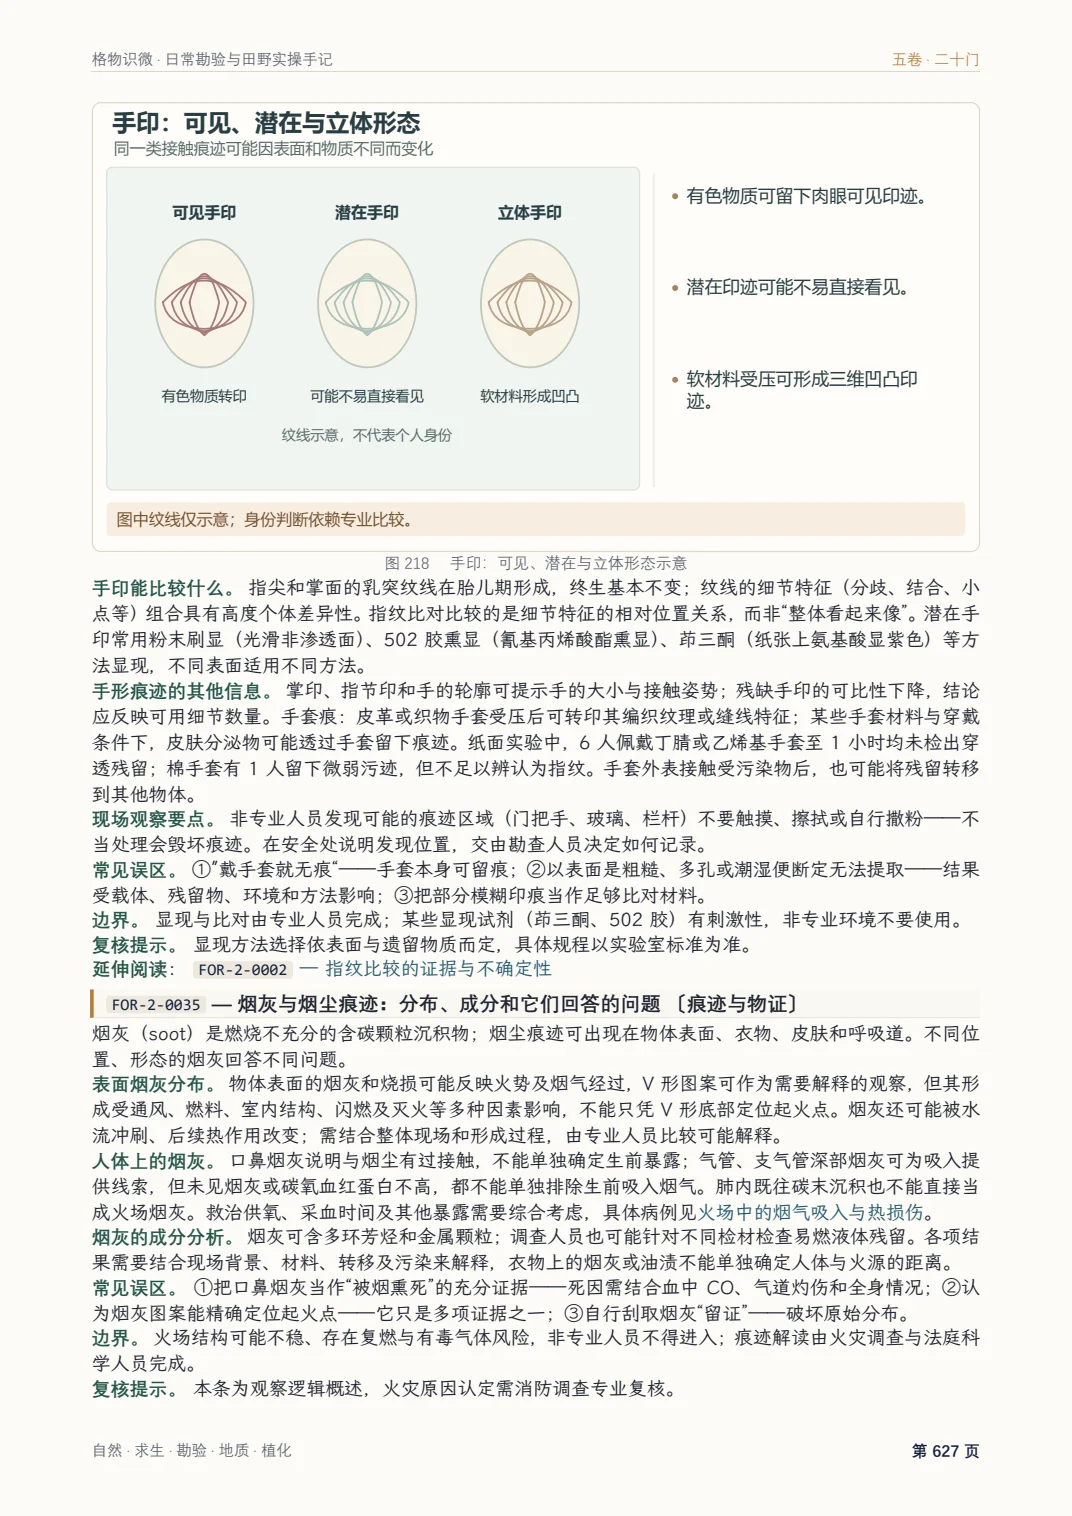 格物识微 · 日常勘验与田野实操手记
五卷 · 二十门
手印：可见、潜在与立体形态
同一类接触痕迹可能因表面和物质不同而变化
可见手印
潜在手印
立体手印
有色物质转印
可能不易直接看见
软材料形成凹凸
纹线示意，不代表个人身份
• 有色物质可留下肉眼可见印迹。
• 潜在印迹可能不易直接看见。
• 软材料受压可形成三维凹凸印
迹。
图中纹线仅示意；身份判断依赖专业比较。
图 218 手印：可见、潜在与立体形态示意
手印能比较什么。 指尖和掌面的乳突纹线在胎儿期形成，终生基本不变；纹线的细节特征（分歧、结合、小
点等）组合具有高度个体差异性。指纹比对比较的是细节特征的相对位置关系，而非“整体看起来像”。潜在手
印常用粉末刷显（光滑非渗透面）、502 胶熏显（氰基丙烯酸酯熏显）、茚三酮（纸张上氨基酸显紫色）等方
法显现，不同表面适用不同方法。
手形痕迹的其他信息。 掌印、指节印和手的轮廓可提示手的大小与接触姿势；残缺手印的可比性下降，结论
应反映可用细节数量。手套痕：皮革或织物手套受压后可转印其编织纹理或缝线特征；某些手套材料与穿戴
条件下，皮肤分泌物可能透过手套留下痕迹。纸面实验中，6 人佩戴丁腈或乙烯基手套至 1 小时均未检出穿
透残留；棉手套有 1 人留下微弱污迹，但不足以辨认为指纹。手套外表接触受污染物后，也可能将残留转移
到其他物体。
现场观察要点。 非专业人员发现可能的痕迹区域（门把手、玻璃、栏杆）不要触摸、擦拭或自行撒粉——不
当处理会毁坏痕迹。在安全处说明发现位置，交由勘查人员决定如何记录。
常见误区。 ①”戴手套就无痕“——手套本身可留痕；②以表面是粗糙、多孔或潮湿便断定无法提取——结果
受载体、残留物、环境和方法影响；③把部分模糊印痕当作足够比对材料。
边界。 显现与比对由专业人员完成；某些显现试剂（茚三酮、502 胶）有刺激性，非专业环境不要使用。
复核提示。 显现方法选择依表面与遗留物质而定，具体规程以实验室标准为准。
延伸阅读： FOR-2-0002 — 指纹比较的证据与不确定性
FOR-2-0035 — 烟灰与烟尘痕迹：分布、成分和它们回答的问题 〔痕迹与物证〕
烟灰（soot）是燃烧不充分的含碳颗粒沉积物；烟尘痕迹可出现在物体表面、衣物、皮肤和呼吸道。不同位
置、形态的烟灰回答不同问题。
表面烟灰分布。 物体表面的烟灰和烧损可能反映火势及烟气经过，V 形图案可作为需要解释的观察，但其形
成受通风、燃料、室内结构、闪燃及灭火等多种因素影响，不能只凭 V 形底部定位起火点。烟灰还可能被水
流冲刷、后续热作用改变；需结合整体现场和形成过程，由专业人员比较可能解释。
人体上的烟灰。 口鼻烟灰说明与烟尘有过接触，不能单独确定生前暴露；气管、支气管深部烟灰可为吸入提
供线索，但未见烟灰或碳氧血红蛋白不高，都不能单独排除生前吸入烟气。肺内既往碳末沉积也不能直接当
成火场烟灰。救治供氧、采血时间及其他暴露需要综合考虑，具体病例见火场中的烟气吸入与热损伤。
烟灰的成分分析。 烟灰可含多环芳烃和金属颗粒；调查人员也可能针对不同检材检查易燃液体残留。各项结
果需要结合现场背景、材料、转移及污染来解释，衣物上的烟灰或油渍不能单独确定人体与火源的距离。
常见误区。 ①把口鼻烟灰当作“被烟熏死”的充分证据——死因需结合血中 CO、气道灼伤和全身情况；②认
为烟灰图案能精确定位起火点——它只是多项证据之一；③自行刮取烟灰“留证”——破坏原始分布。
边界。 火场结构可能不稳、存在复燃与有毒气体风险，非专业人员不得进入；痕迹解读由火灾调查与法庭科
学人员完成。
复核提示。 本条为观察逻辑概述，火灾原因认定需消防调查专业复核。
自然 · 求生 · 勘验 · 地质 · 植化
第 627 页